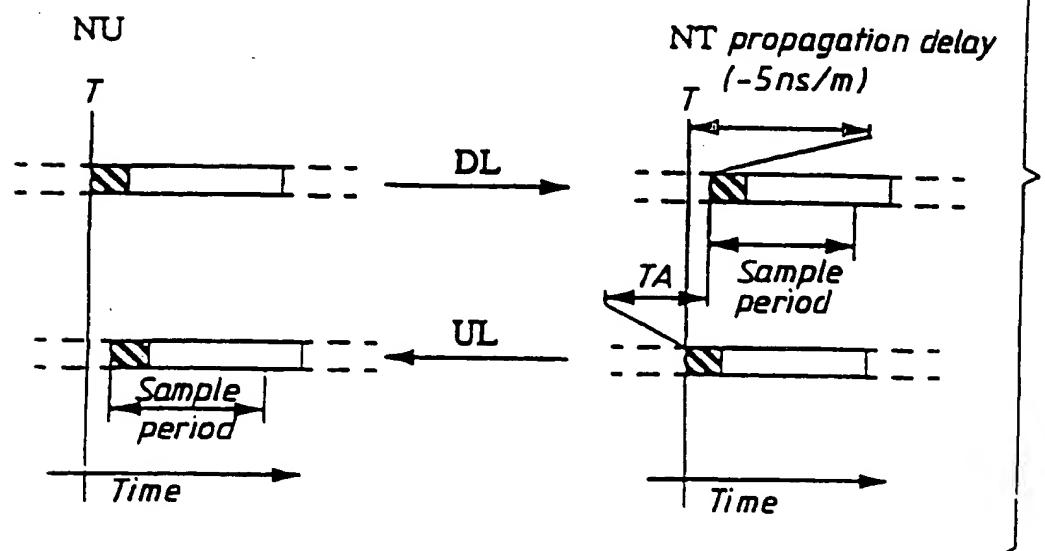 NU
NT propagation delay
(-5ns/m)
T
T
DL
TA
Sample
period
UL
Sample
period
Time
Time